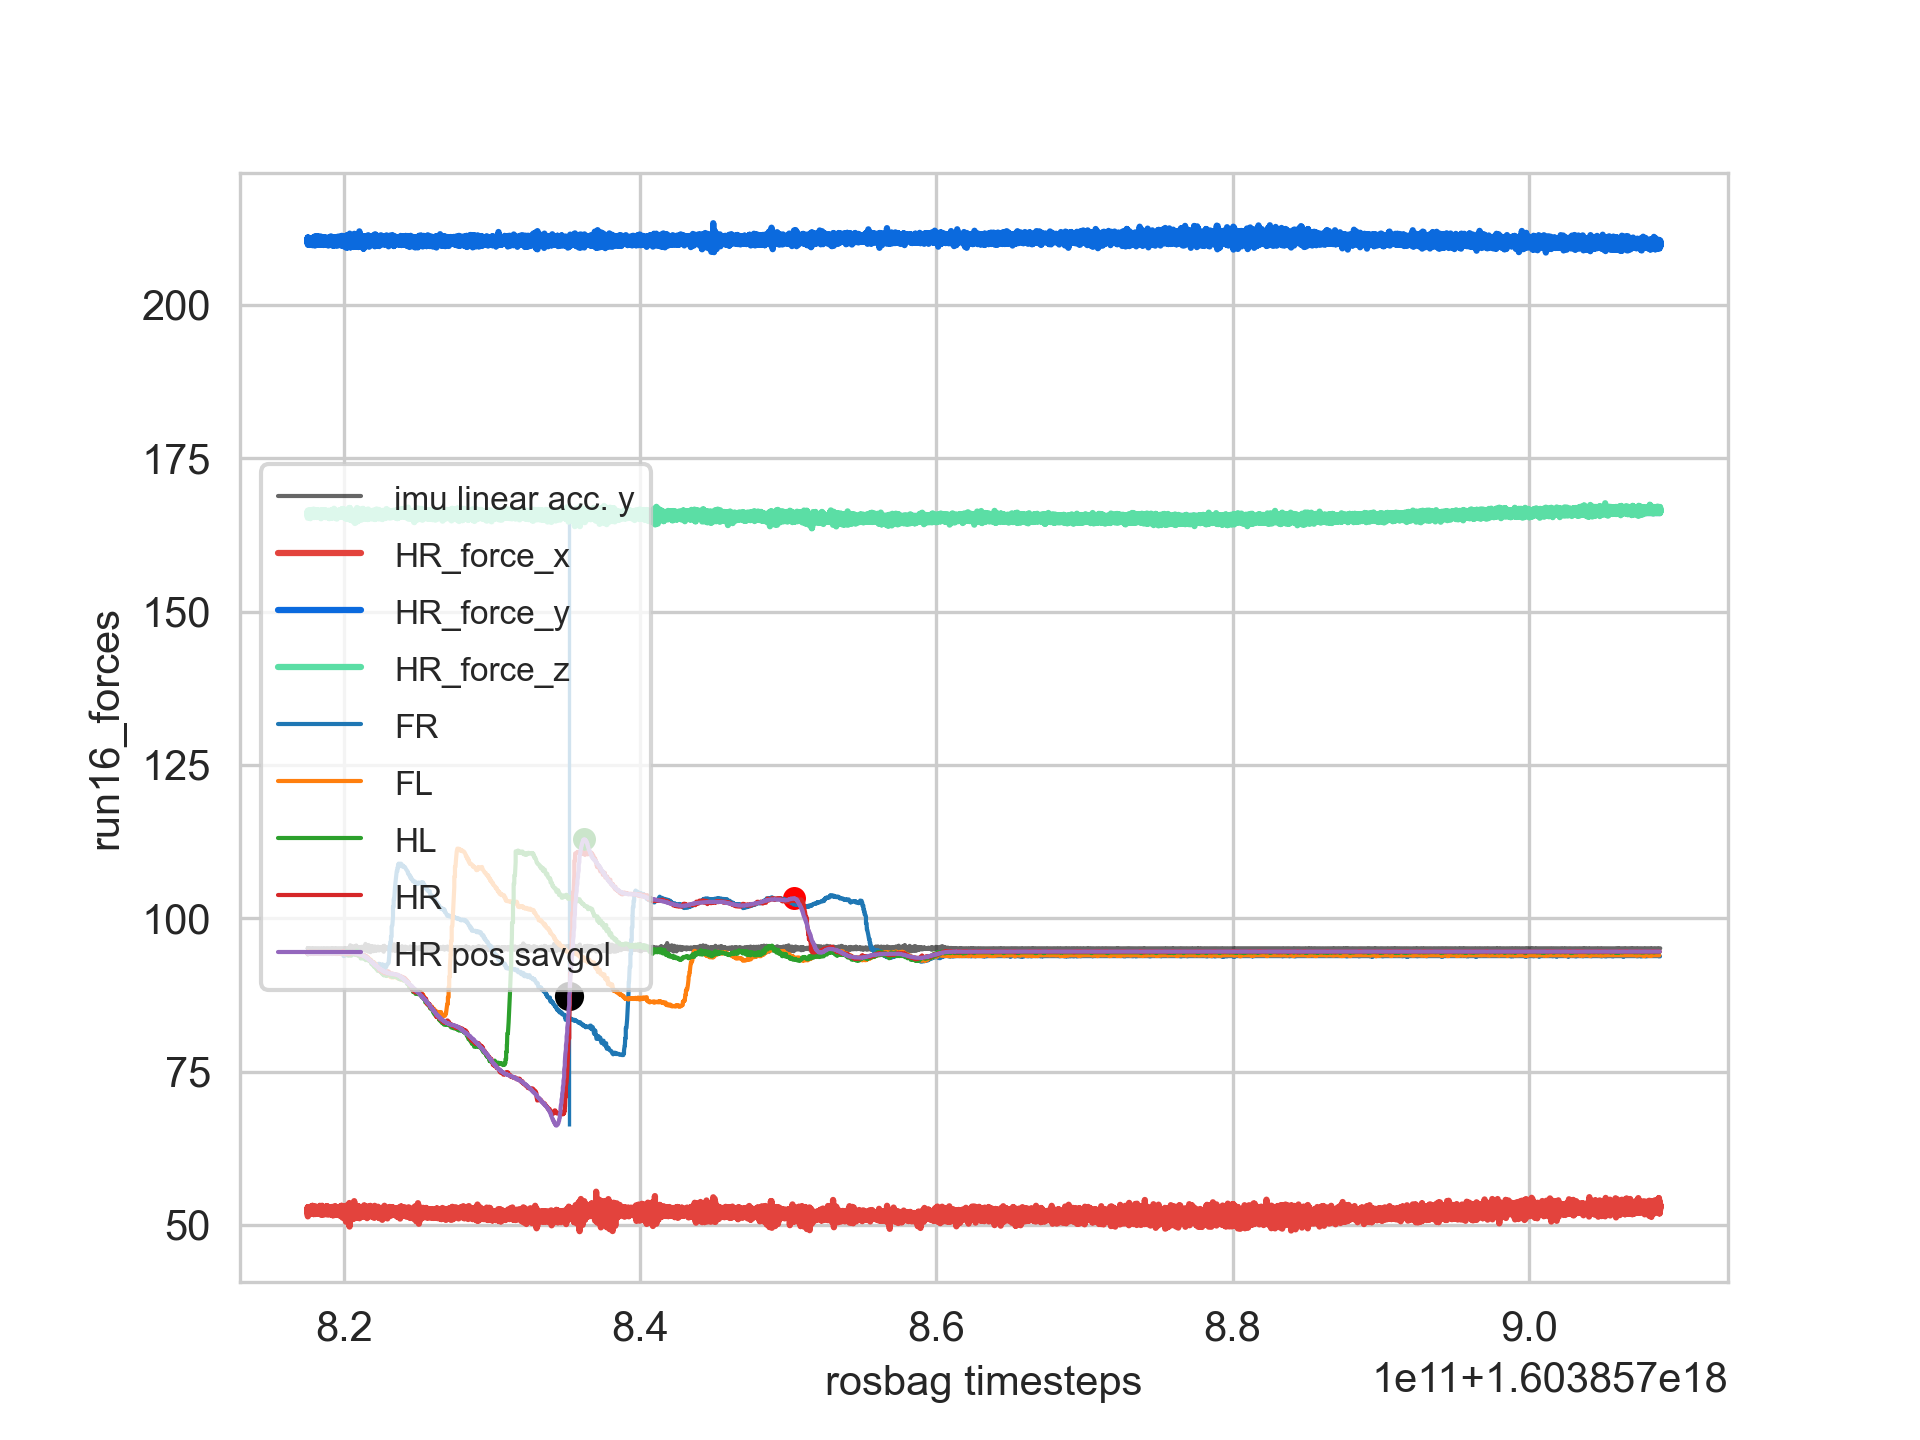 200
175
150
125
100
75
50
run16_forces
imu linear acc. y
HR_force_x
HR_force_y
HR_force_z
FR
FL
HL
HR
HR pos savgol
8.2 8.4 8.6 8.8 9.0
rosbag timesteps
1e11+1.603857e18